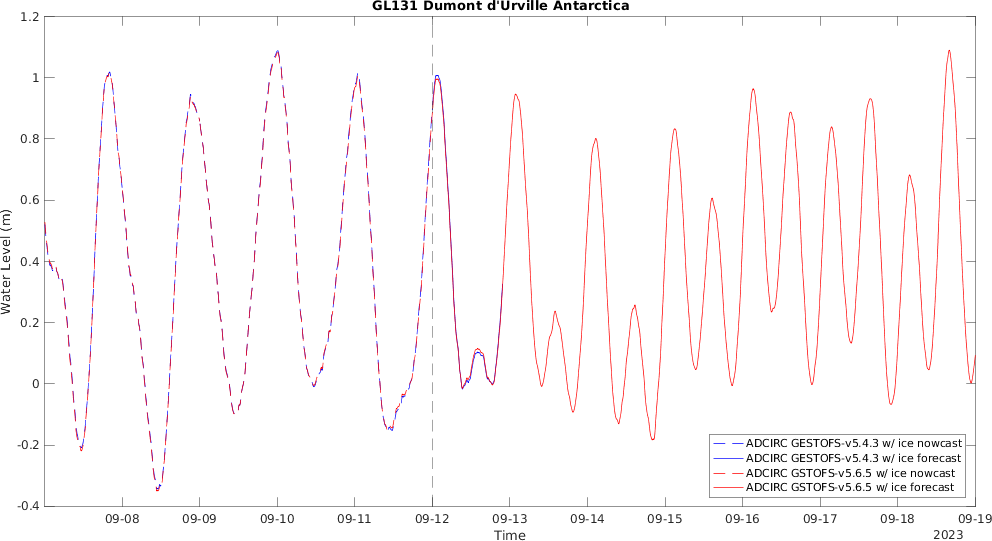 GL131 Dumont d'Urville Antarctica
1.2
1
0.8
0.6
0.4
0.2
0
-0.2
-0.4
Water Level (m)
ADCIRC GESTOFS-v5.4.3 w/ ice nowcast
ADCIRC GESTOFS-v5.4.3 w/ ice forecast
ADCIRC GSTOFS-v5.6.5 w/ ice nowcast
ADCIRC GSTOFS-v5.6.5 w/ ice forecast
09-08 09-09 09-10 09-11 09-12 09-13 09-14 09-15 09-16 09-17 09-18 09-19
Time
2023